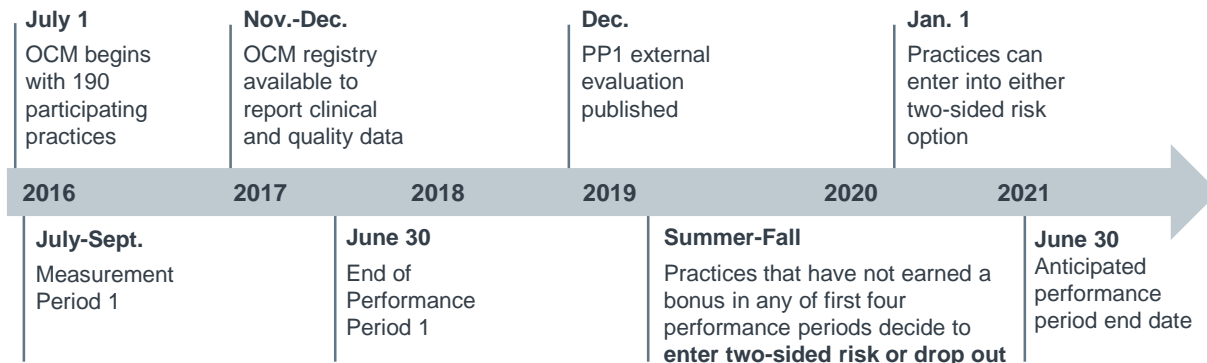 July 1
OCM begins
with 190
participating
practices
Nov.-Dec.
OCM registry
available to
report clinical
and quality data
Dec.
PP1 external
evaluation
published
Jan. 1
Practices can
enter into either
two-sided risk
option
2016
2017
2018
2019
2020
2021
July-Sept.
Measurement
Period 1
June 30
End of
Performance
Period 1
Summer-Fall
Practices that have not earned a
bonus in any of first four
performance periods decide to
enter two-sided risk or drop out
June 30
Anticipated
performance
period end date